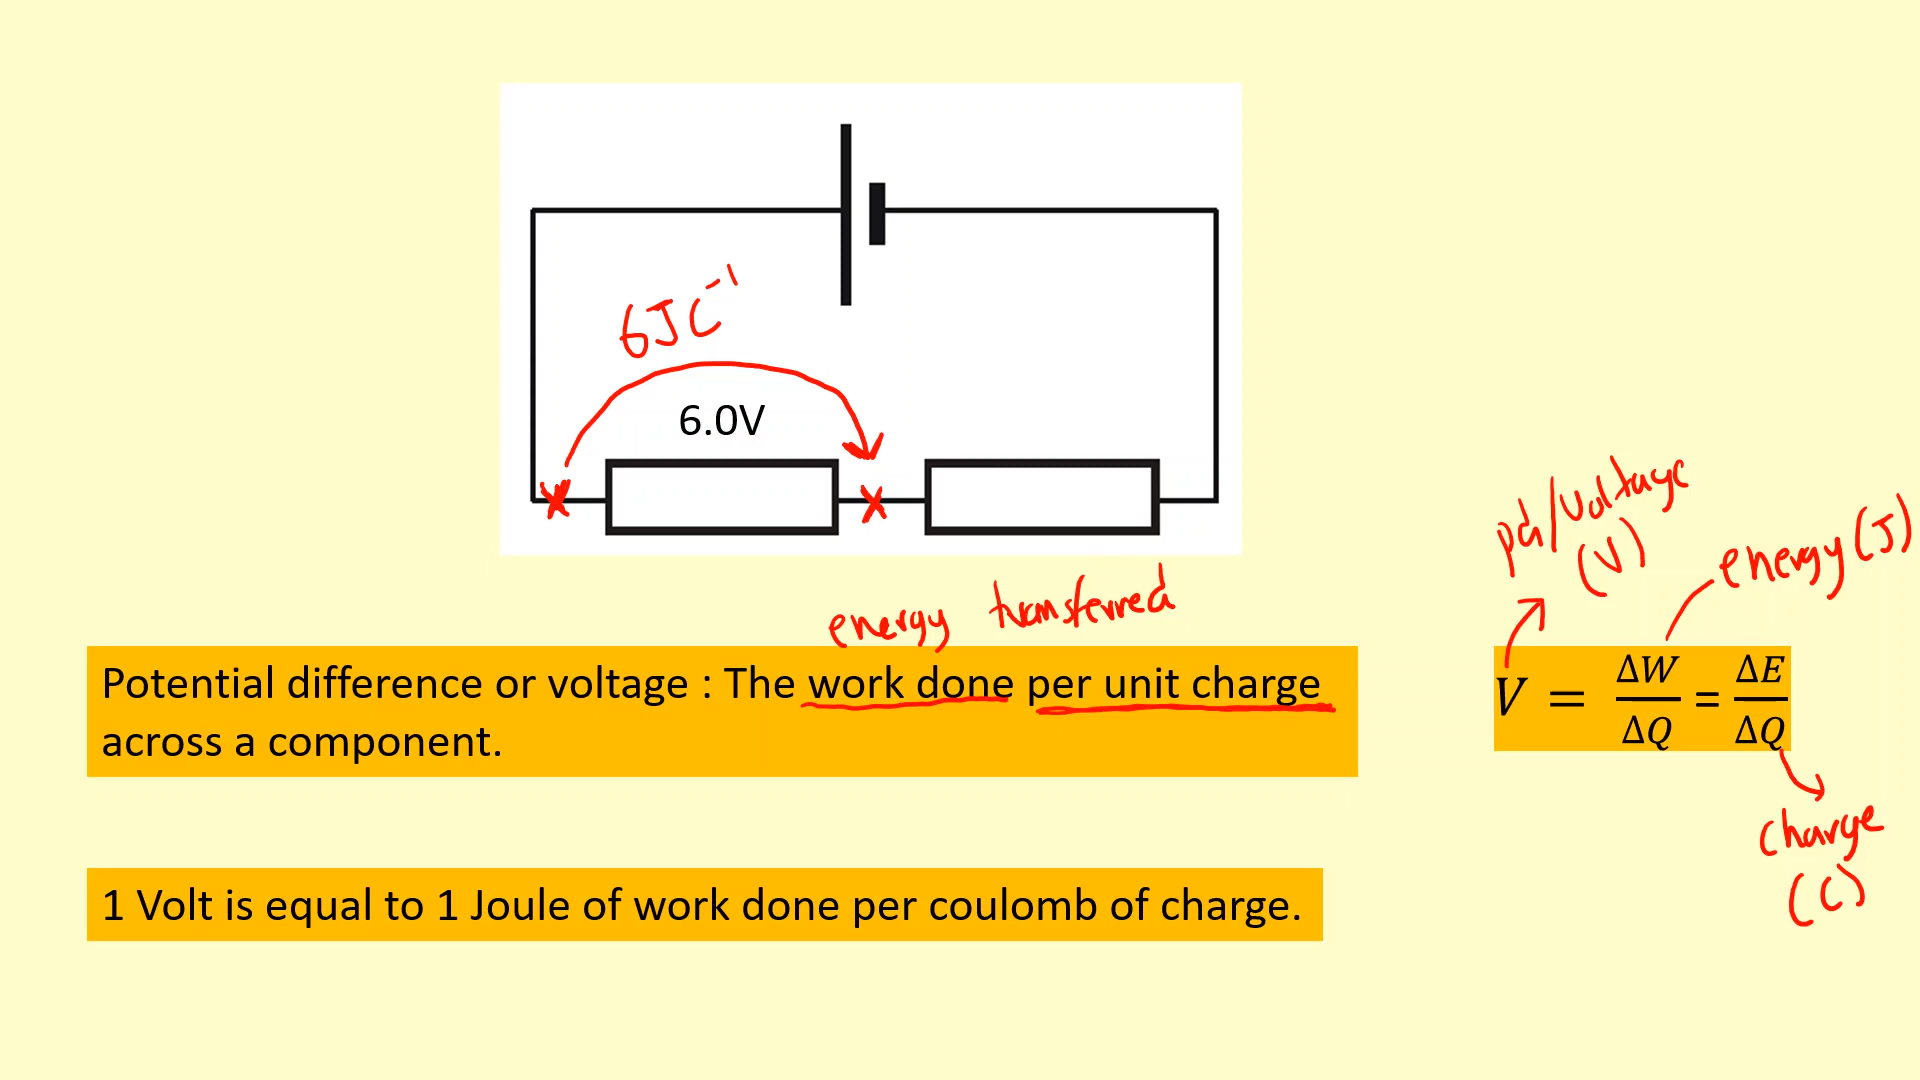 6JC⁻¹
6.0V
pd/voltage
(V)
energy (J)
energy transferred
Potential difference or voltage : The work done per unit charge
across a component.
V = ΔW/ΔQ = ΔE/ΔQ
charge
(C)
1 Volt is equal to 1 Joule of work done per coulomb of charge.